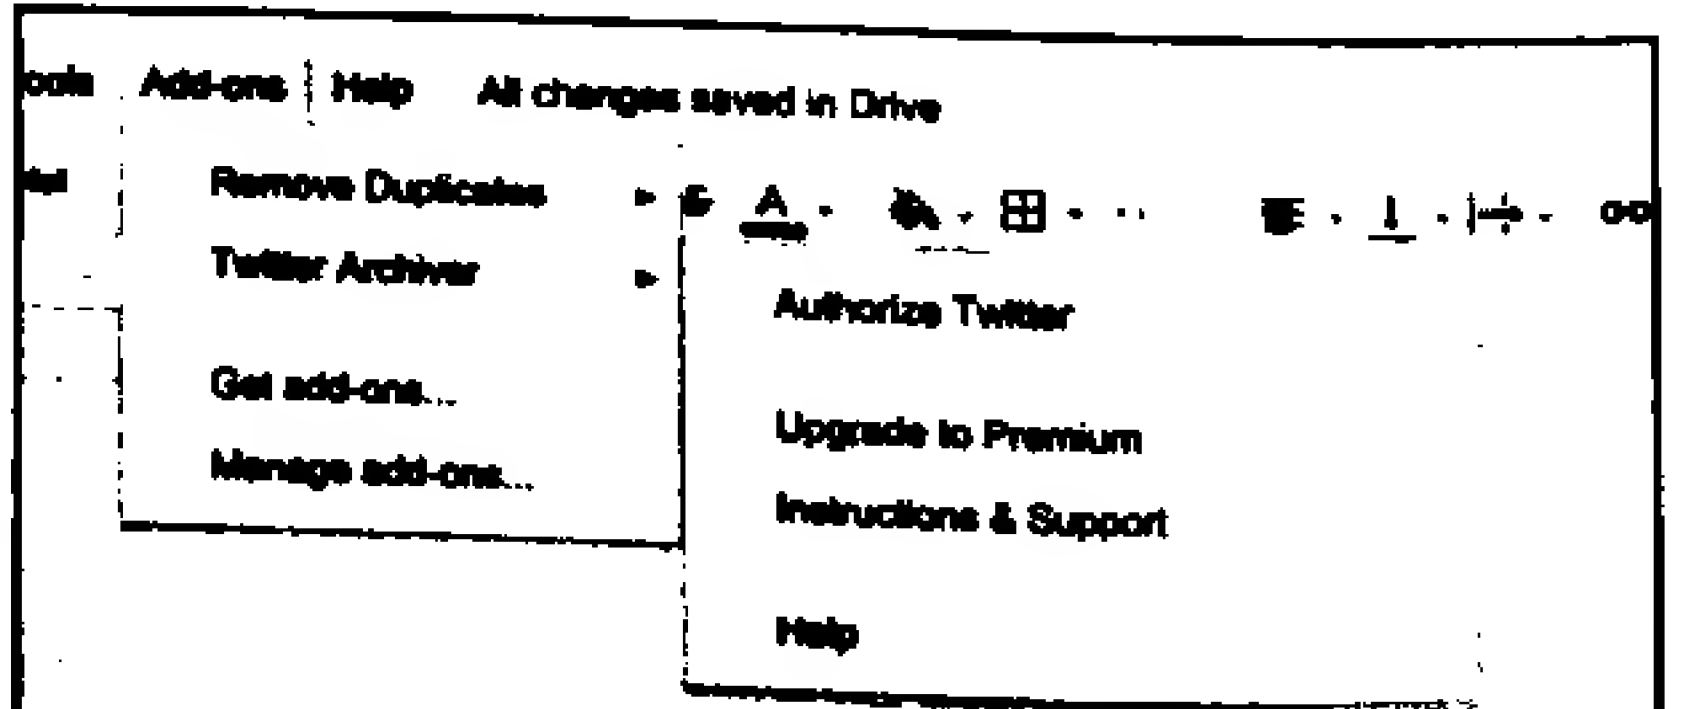 ools Add-ons Help All changes saved in Drive
Remove Duplicates
A
Twitter Archiver
Authorize Twitter
Get add-ons...
Upgrade to Premium
Manage add-ons...
Instructions & Support
Help